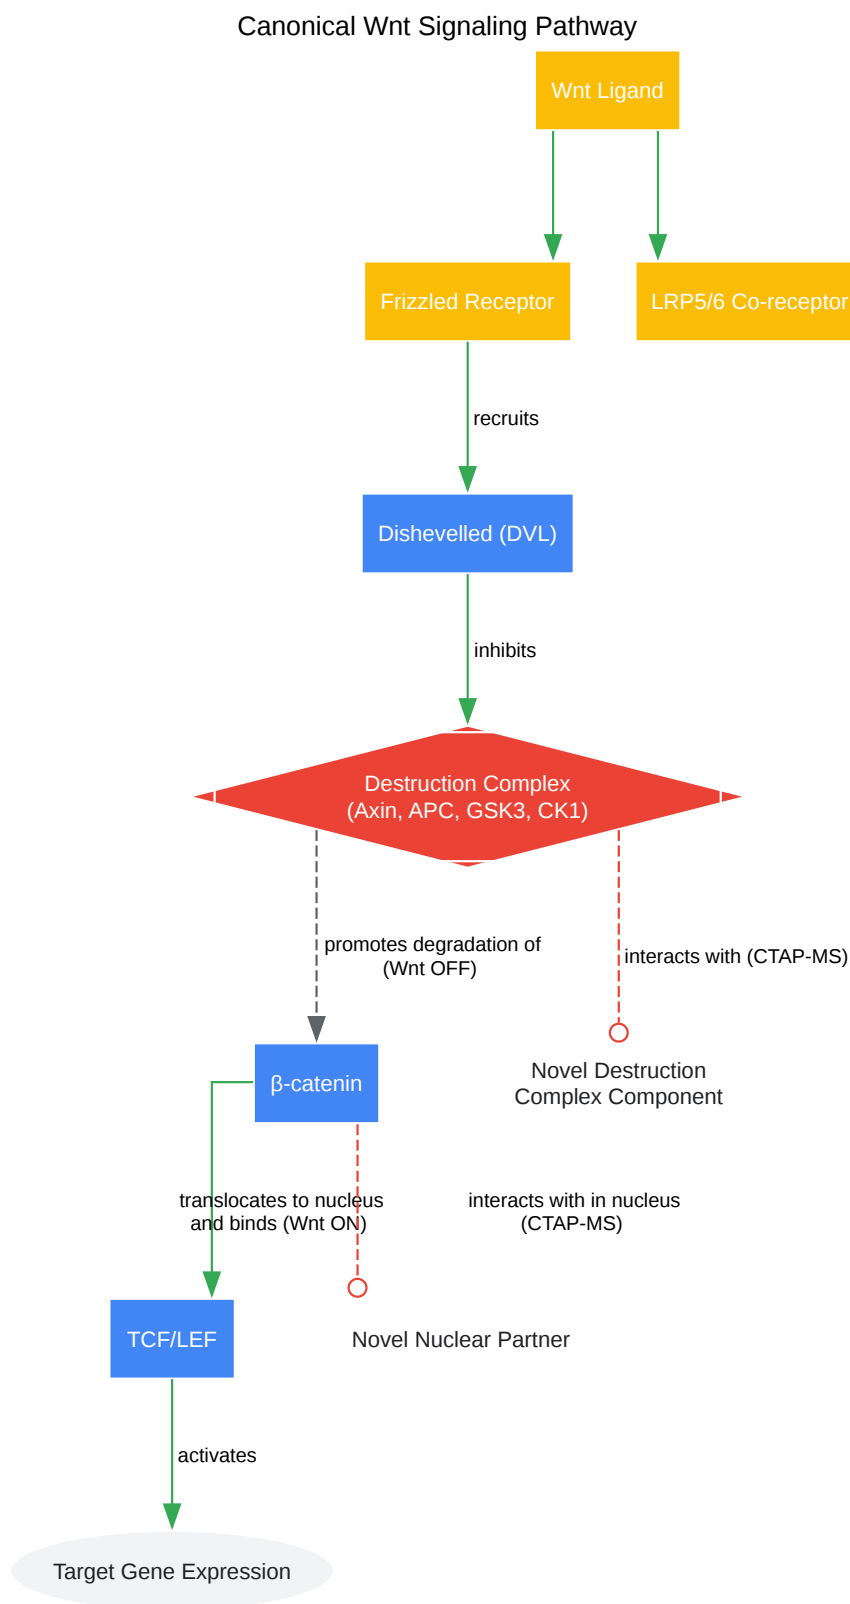 Canonical Wnt Signaling Pathway
Wnt Ligand
Frizzled Receptor
LRP5/6 Co-receptor
recruits
Dishevelled (DVL)
inhibits
Destruction Complex
(Axin, APC, GSK3, CK1)
promotes degradation of
(Wnt OFF)
interacts with (CTAP-MS)
β-catenin
Novel Destruction
Complex Component
translocates to nucleus
and binds (Wnt ON)
interacts with in nucleus
(CTAP-MS)
TCF/LEF
Novel Nuclear Partner
activates
Target Gene Expression